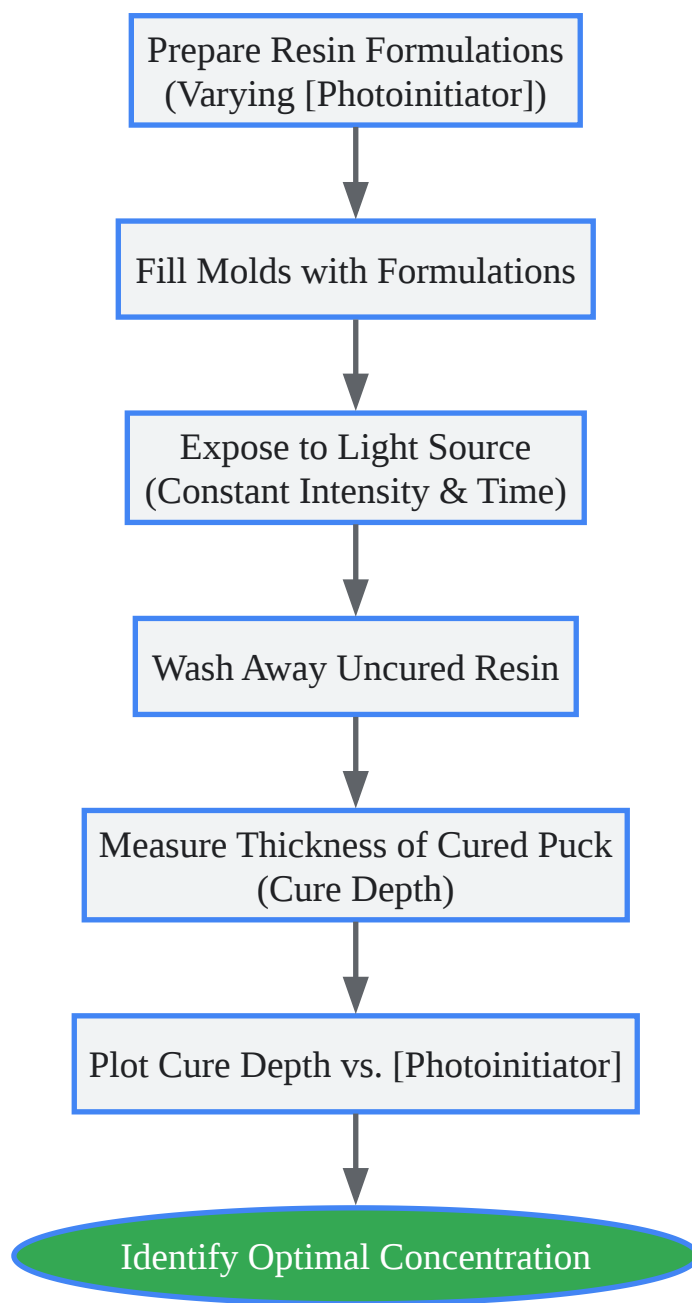 Prepare Resin Formulations
(Varying [Photoinitiator])
Fill Molds with Formulations
Expose to Light Source
(Constant Intensity & Time)
Wash Away Uncured Resin
Measure Thickness of Cured Puck
(Cure Depth)
Plot Cure Depth vs. [Photoinitiator]
Identify Optimal Concentration